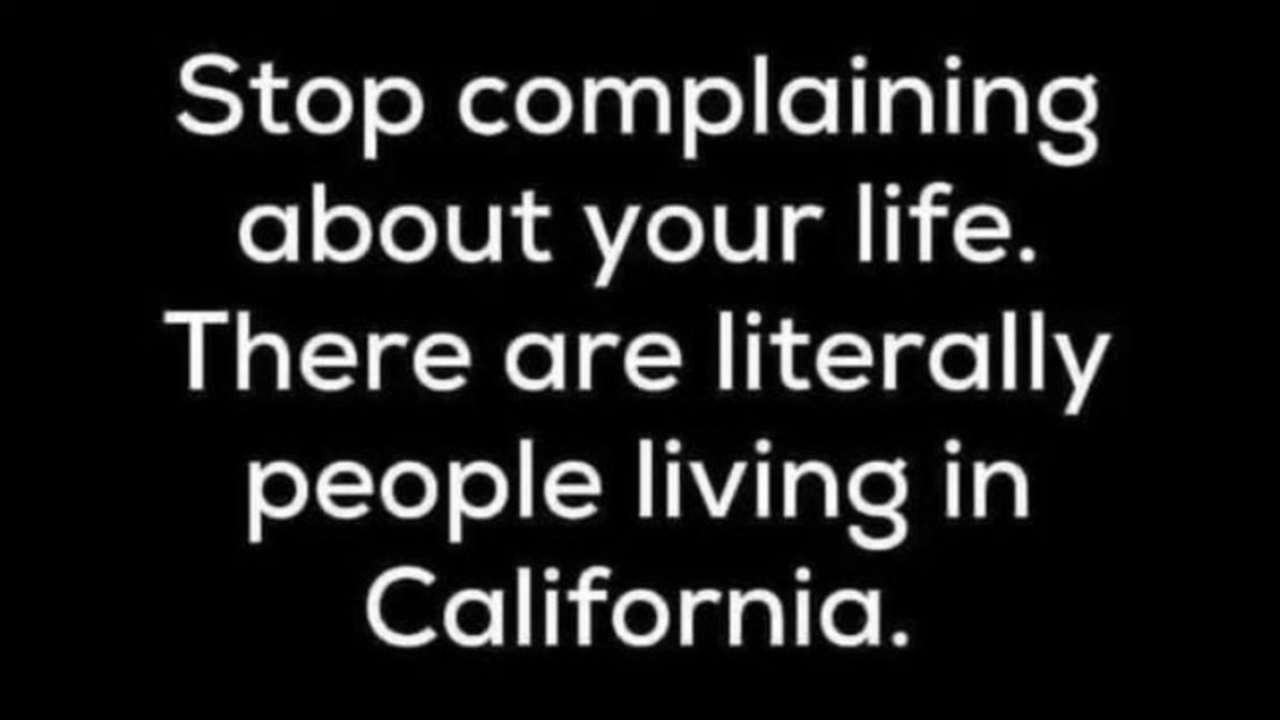 Stop complaining
about your life.
There are literally
people living in
California.